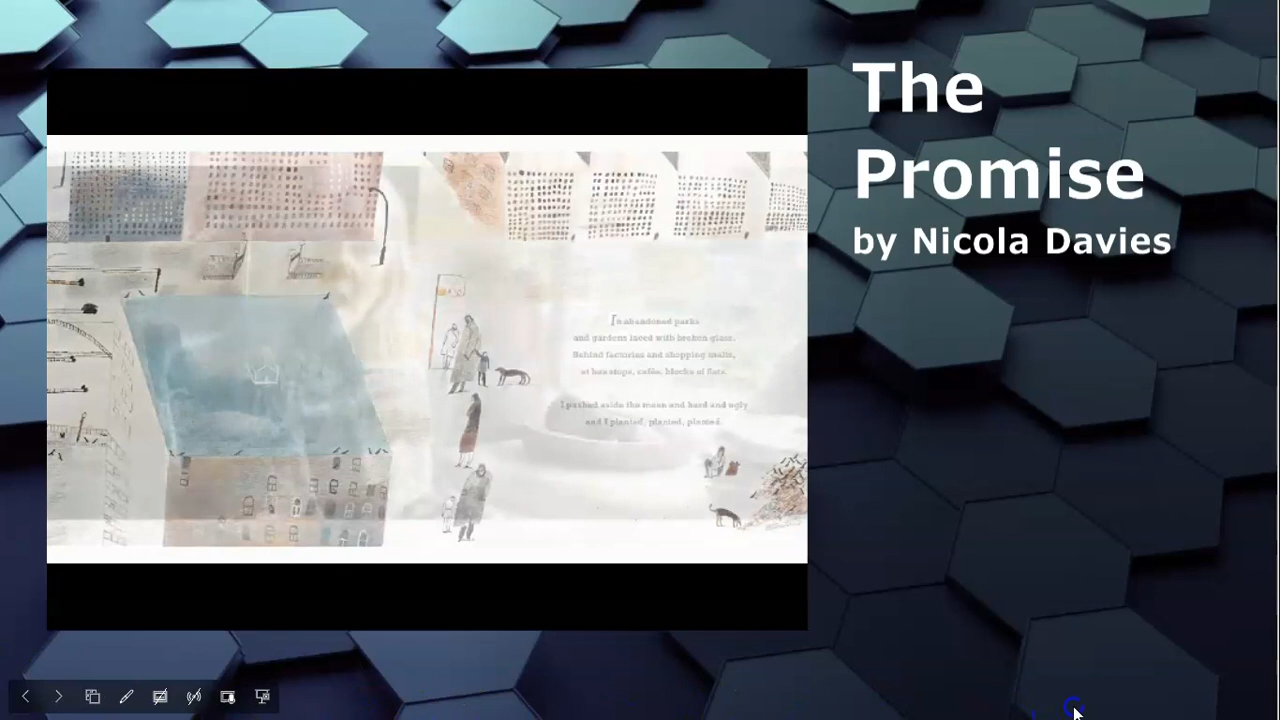 The
Promise
by Nicola Davies
In abandoned parks
and gardens laced with broken glass.
Behind factories and shopping malls,
at bus stops, cafés, blocks of flats.
I pushed aside the mean and hard and ugly
and I planted, planted, planted.